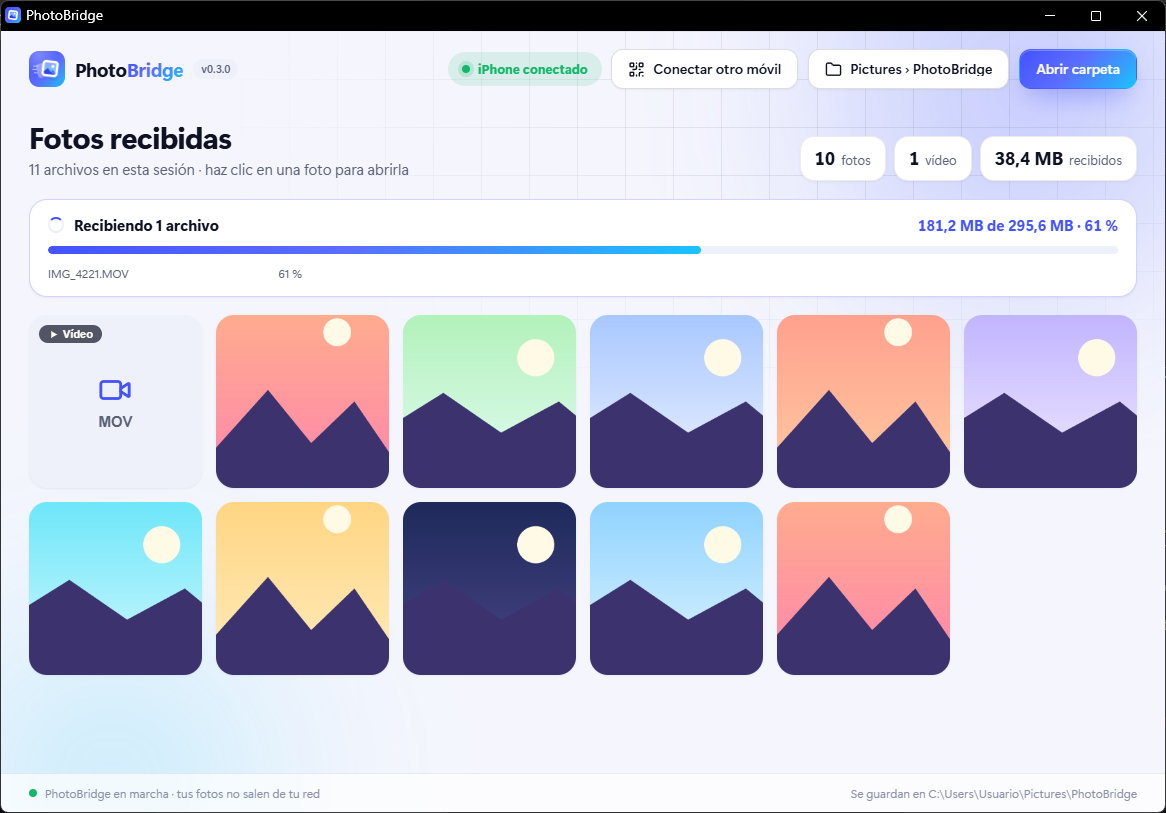 PhotoBridge
PhotoBridge v0.3.0
iPhone conectado
Conectar otro móvil
Pictures › PhotoBridge
Abrir carpeta
Fotos recibidas
11 archivos en esta sesión · haz clic en una foto para abrirla
10 fotos
1 vídeo
38,4 MB recibidos
Recibiendo 1 archivo
181,2 MB de 295,6 MB · 61 %
IMG_4221.MOV 61 %
Vídeo
MOV
PhotoBridge en marcha · tus fotos no salen de tu red
Se guardan en C:\Users\Usuario\Pictures\PhotoBridge